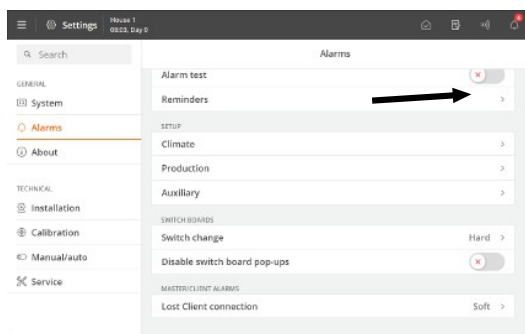 Settings
House 1
08:03, Day 0
Search
Alarms
GENERAL
System
Alarms
About
TECHNICAL
Installation
Calibration
Manual/auto
Service
Alarm test
Reminders
SETUP
Climate
Production
Auxiliary
SWITCH BOARDS
Switch change Hard
Disable switch board pop-ups
MASTER/CLIENT ALARMS
Lost Client connection Soft